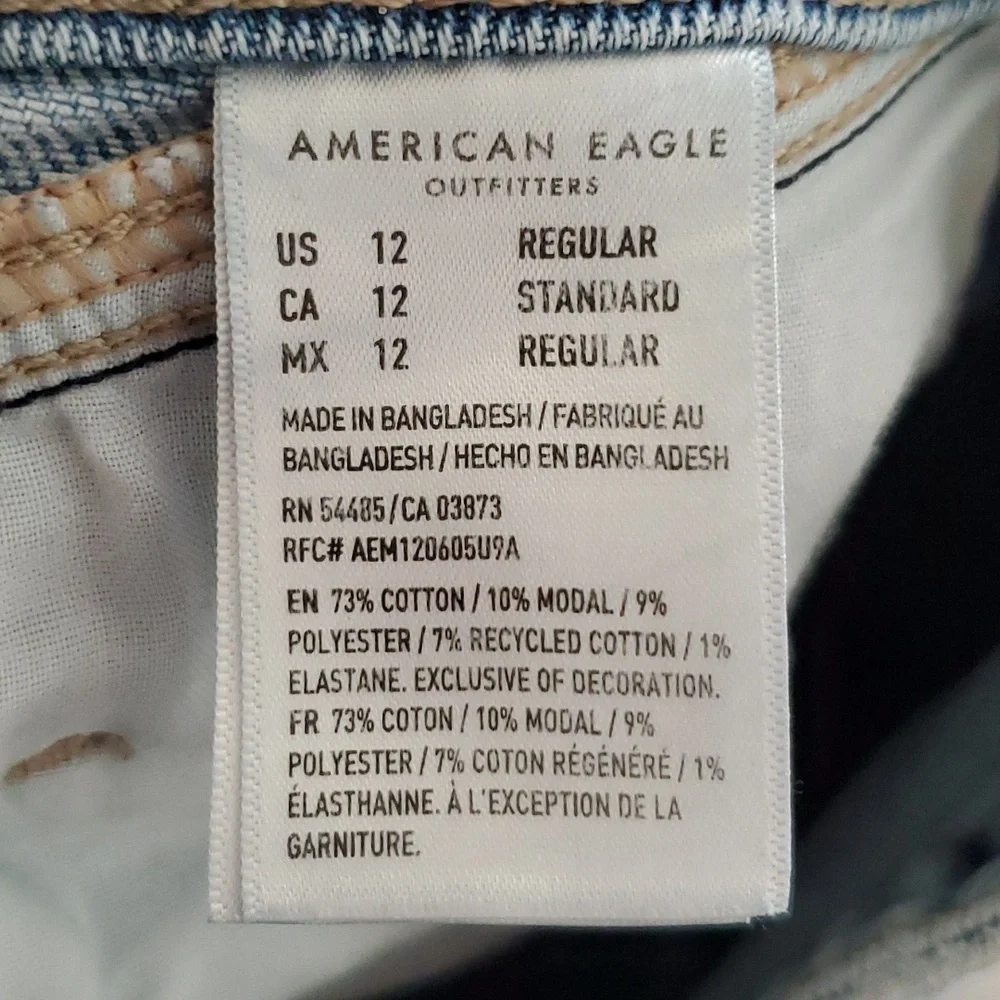 AMERICAN EAGLE
OUTFITTERS
US 12 REGULAR
CA 12 STANDARD
MX 12 REGULAR
MADE IN BANGLADESH / FABRIQUÉ AU
BANGLADESH / HECHO EN BANGLADESH
RN 54485/CA 03873
RFC# AEM120605U9A
EN 73% COTTON / 10% MODAL / 9%
POLYESTER / 7% RECYCLED COTTON / 1%
ELASTANE. EXCLUSIVE OF DECORATION.
FR 73% COTON / 10% MODAL / 9%
POLYESTER / 7% COTON RÉGÉNÉRÉ / 1%
ÉLASTHANNE. À L'EXCEPTION DE LA
GARNITURE.